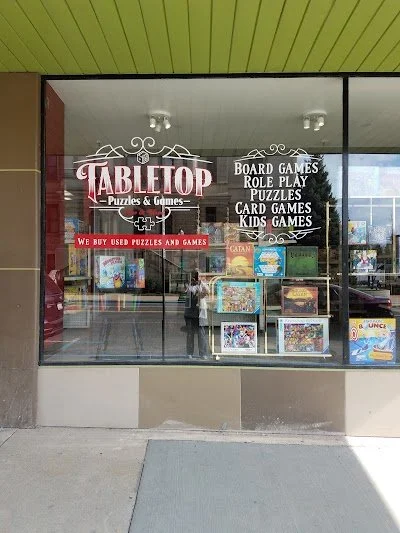 TABLETOP
Puzzles & Games
WE BUY USED PUZZLES AND GAMES
BOARD GAMES
ROLE PLAY
PUZZLES
CARD GAMES
KIDS GAMES
CATAN
BOUNCE